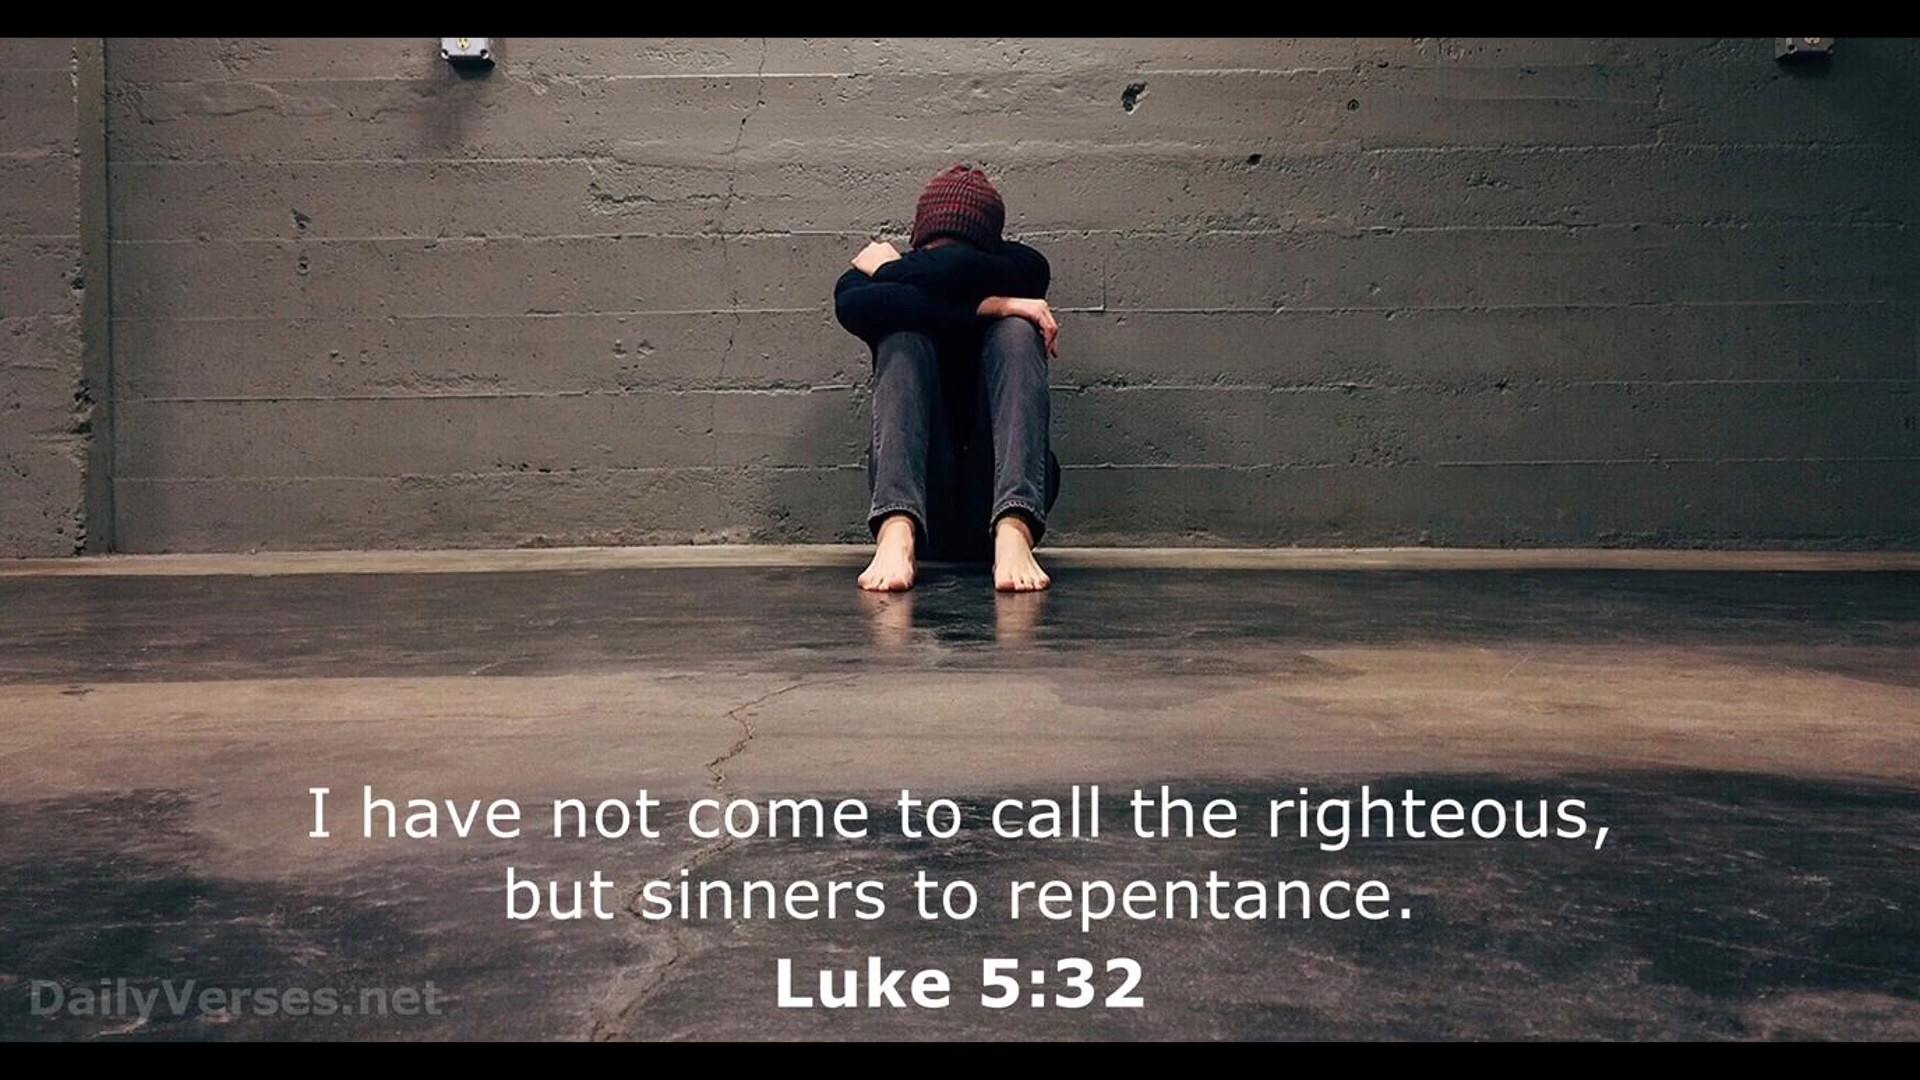 I have not come to call the righteous,
but sinners to repentance.
Luke 5:32
DailyVerses.net